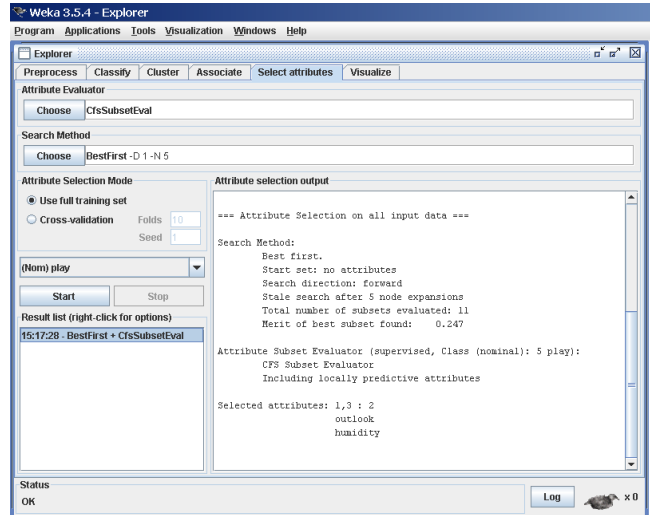 Weka 3.5.4 - Explorer
Program Applications Tools Visualization Windows Help
Explorer
Preprocess Classify Cluster Associate Select attributes Visualize
Attribute Evaluator
Choose CfsSubsetEval
Search Method
Choose BestFirst -D 1 -N 5
Attribute Selection Mode
Use full training set
Cross-validation Folds 10
Seed 1
(Nom) play
Start Stop
Result list (right-click for options)
15:17:28 - BestFirst + CfsSubsetEval
Attribute selection output
=== Attribute Selection on all input data ===
Search Method:
Best first.
Start set: no attributes
Search direction: forward
Stale search after 5 node expansions
Total number of subsets evaluated: 11
Merit of best subset found: 0.247
Attribute Subset Evaluator (supervised, Class (nominal): 5 play):
CFS Subset Evaluator
Including locally predictive attributes
Selected attributes: 1,3 : 2
outlook
humidity
Status
OK
Log x 0